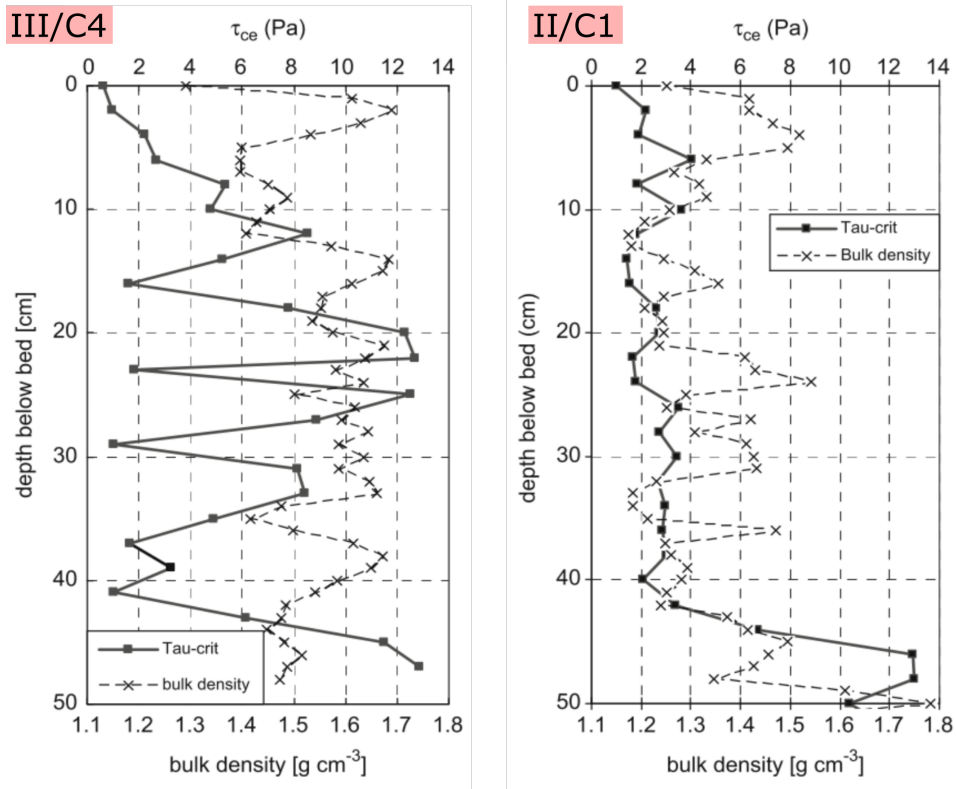 III/C4
τce (Pa)
0 2 4 6 8 10 12 14
0
10
20
30
40
50
depth below bed [cm]
Tau-crit
bulk density
1.1 1.2 1.3 1.4 1.5 1.6 1.7 1.8
bulk density [g cm-3]
II/C1
τce (Pa)
0 2 4 6 8 10 12 14
0
10
20
30
40
50
depth below bed (cm)
Tau-crit
Bulk density
1.1 1.2 1.3 1.4 1.5 1.6 1.7 1.8
bulk density [g cm-3]